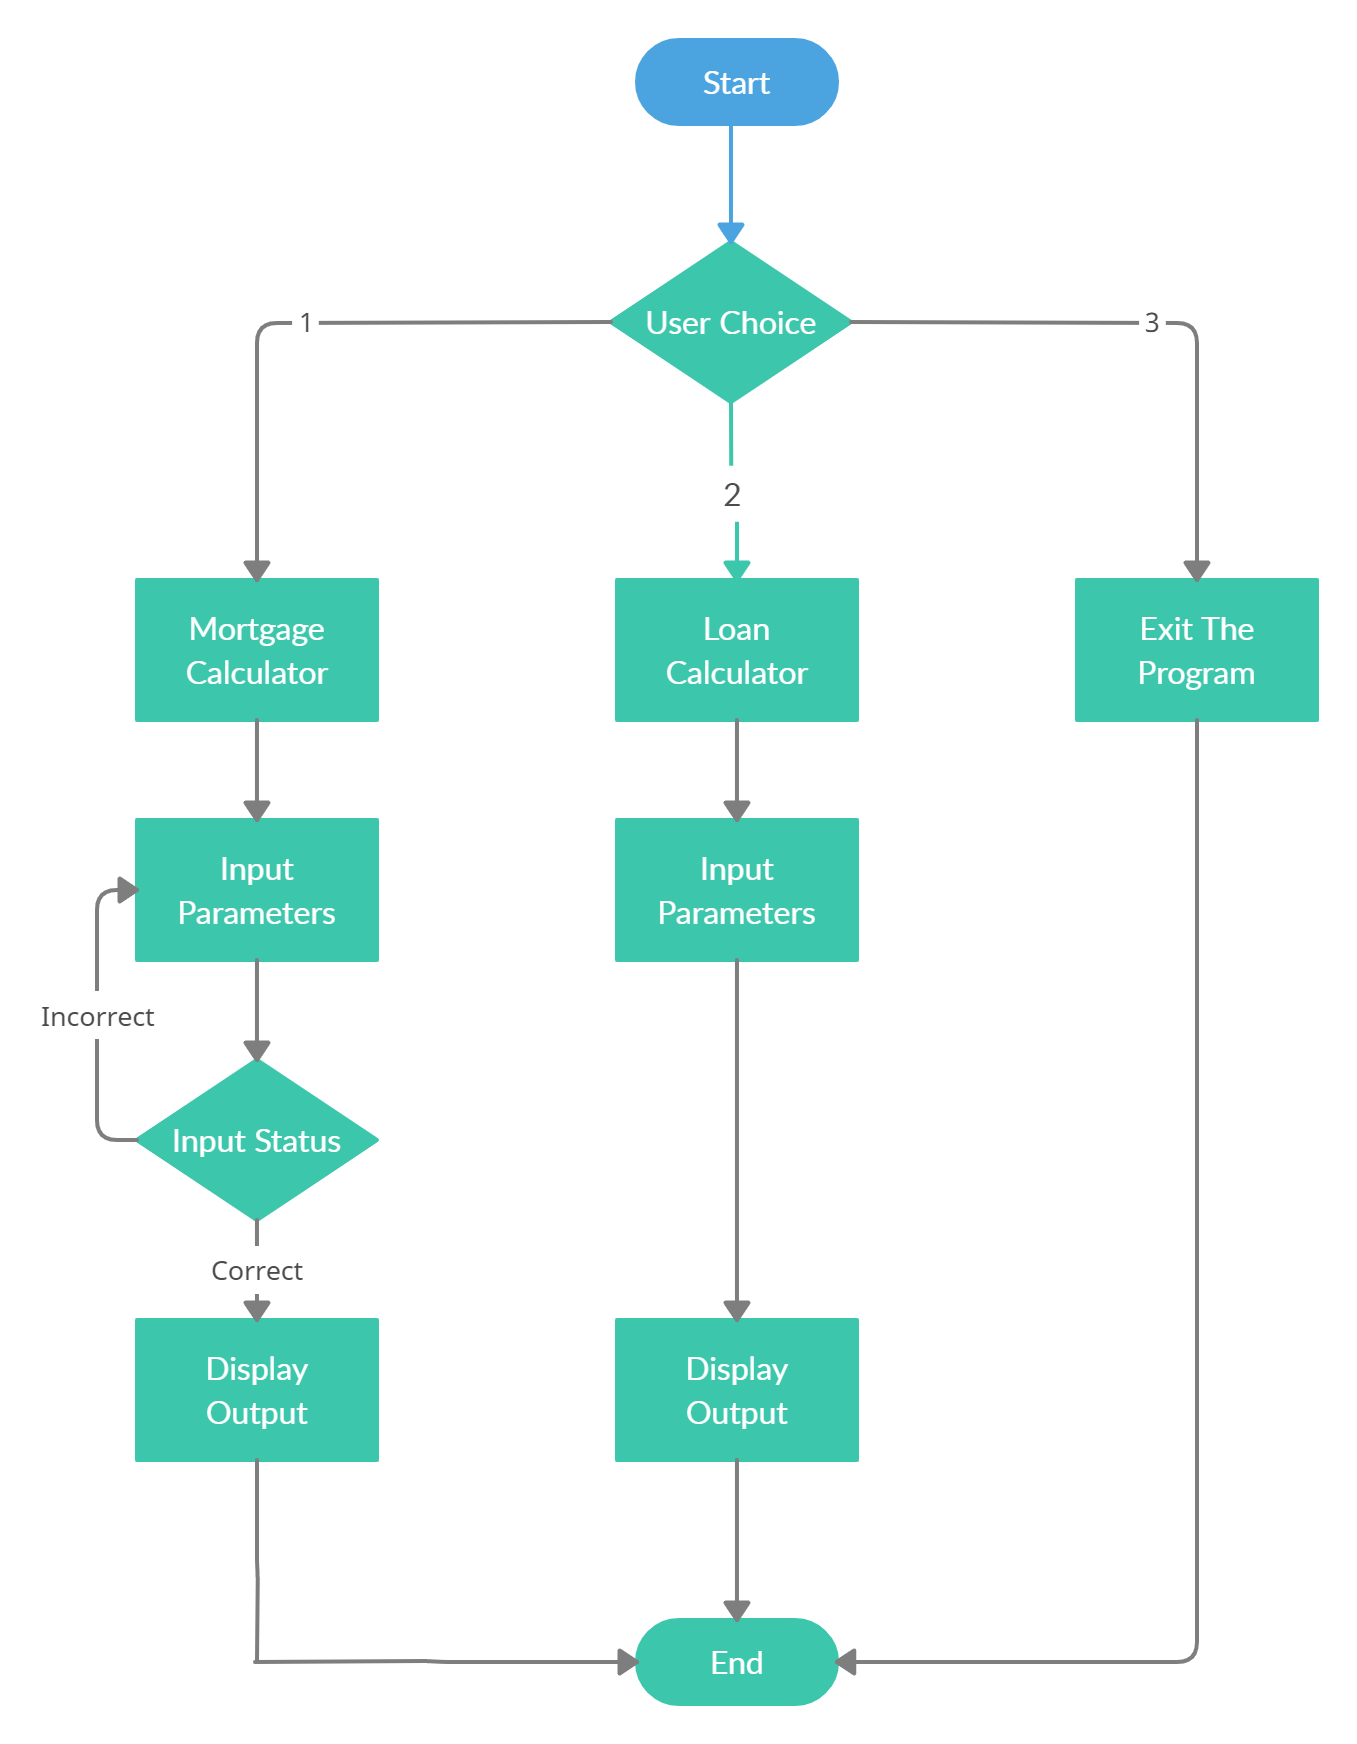 Start
User Choice
1
3
2
Mortgage
Calculator
Loan
Calculator
Exit The
Program
Input
Parameters
Input
Parameters
Incorrect
Input Status
Correct
Display
Output
Display
Output
End